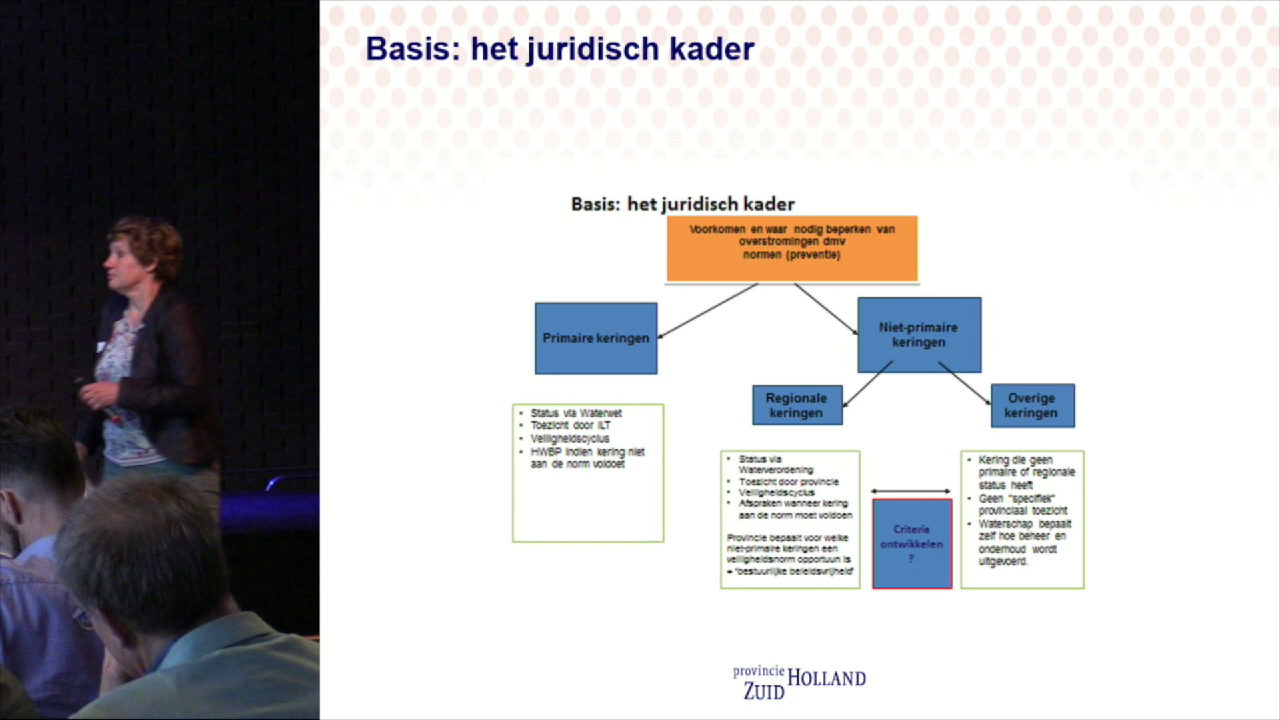 Basis: het juridisch kader
Basis: het juridisch kader
Voorkomen en waar nodig beperken van
overstromingen dmv
normen (preventie)
Primaire keringen
Niet-primaire
keringen
Regionale
keringen
Overige
keringen
• Status via Waterwet
• Toezicht door ILT
• Veiligheidscyclus
• HWBP indien kering niet
aan de norm voldoet
• Status via
Waterverordening
• Toezicht door provincie
• Veiligheidscyclus
• Afspraken wanneer kering
aan de norm moet voldoen
Provincie bepaalt voor welke
niet-primaire keringen een
veiligheidsnorm opportuun is
= 'bestuurlijke beleidsvrijheid'
Criteria
ontwikkelen
?
• Kering die geen
primaire of regionale
status heeft
• Geen "specifiek"
provinciaal toezicht
• Waterschap bepaalt
zelf hoe beheer en
onderhoud wordt
uitgevoerd.
provincie HOLLAND
ZUID